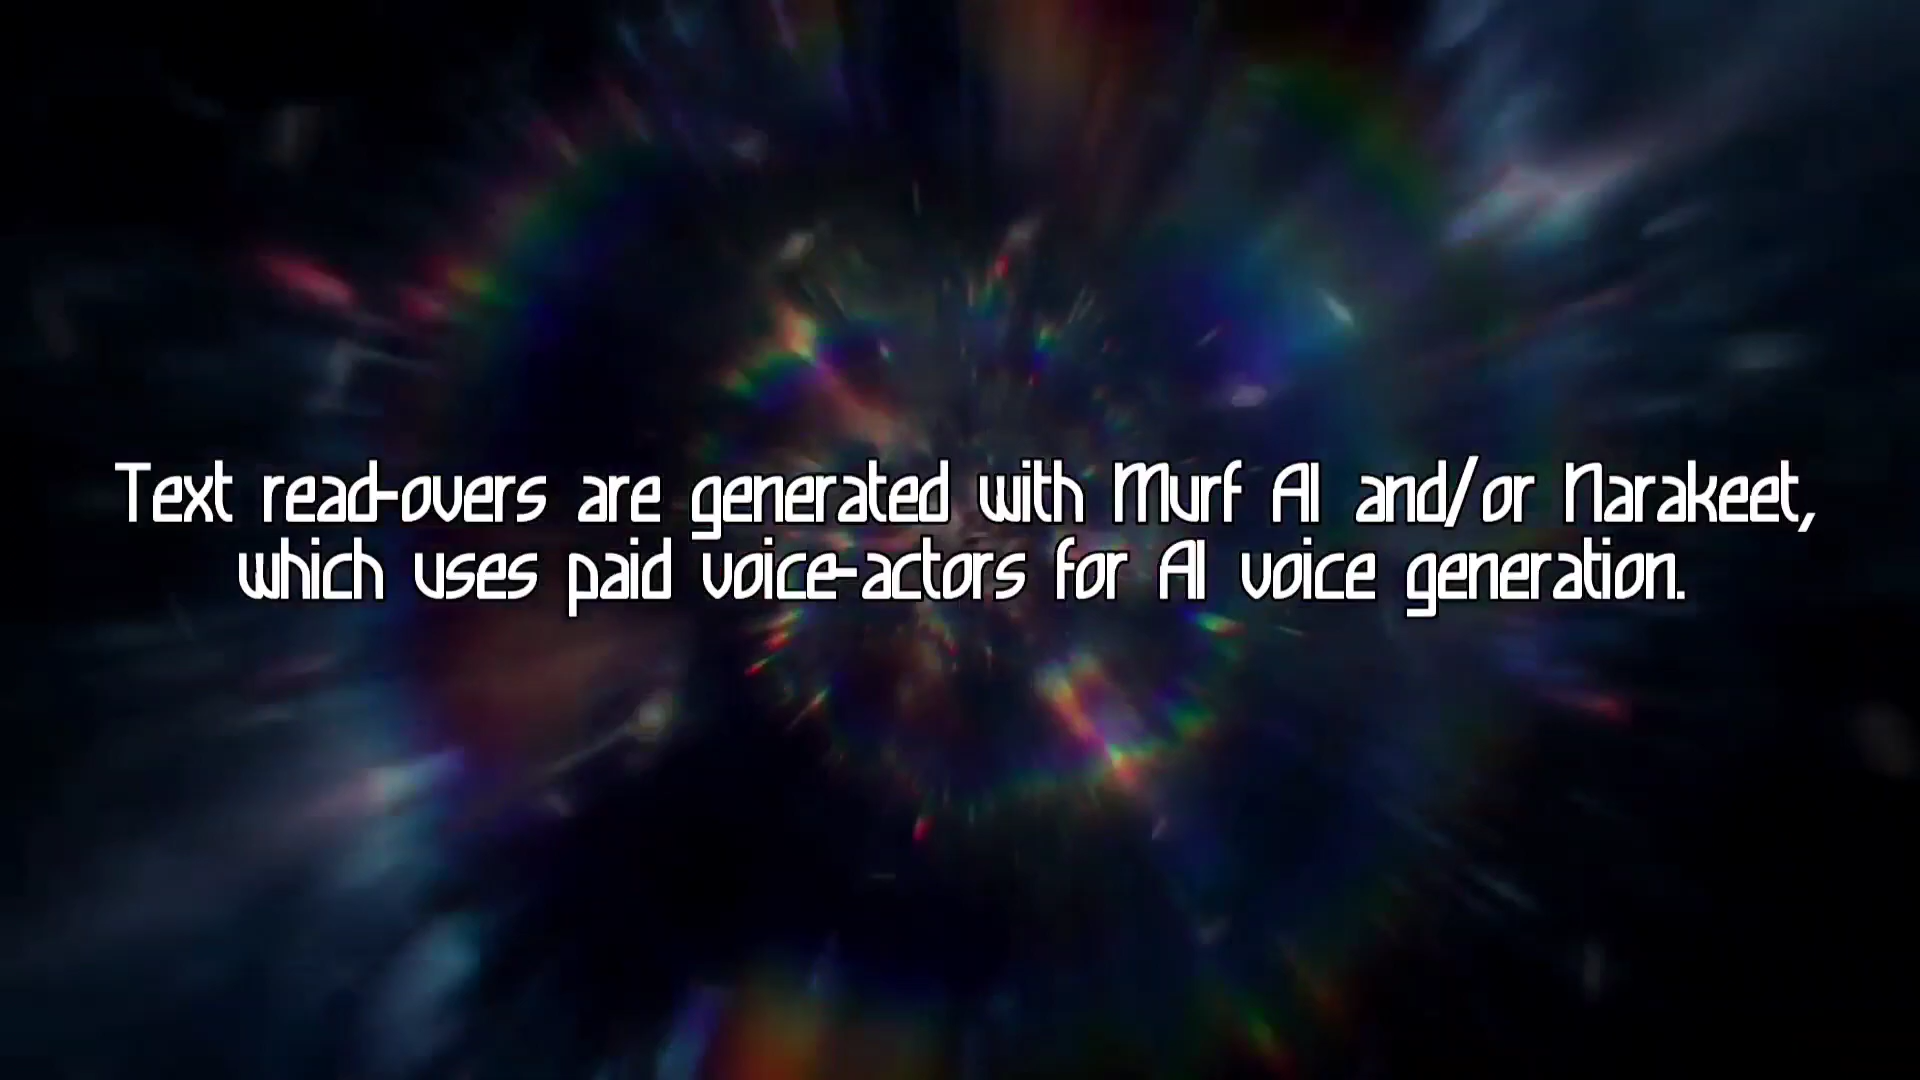 Text read-overs are generated with Murf AI and/or Narakeet,
which uses paid voice-actors for AI voice generation.